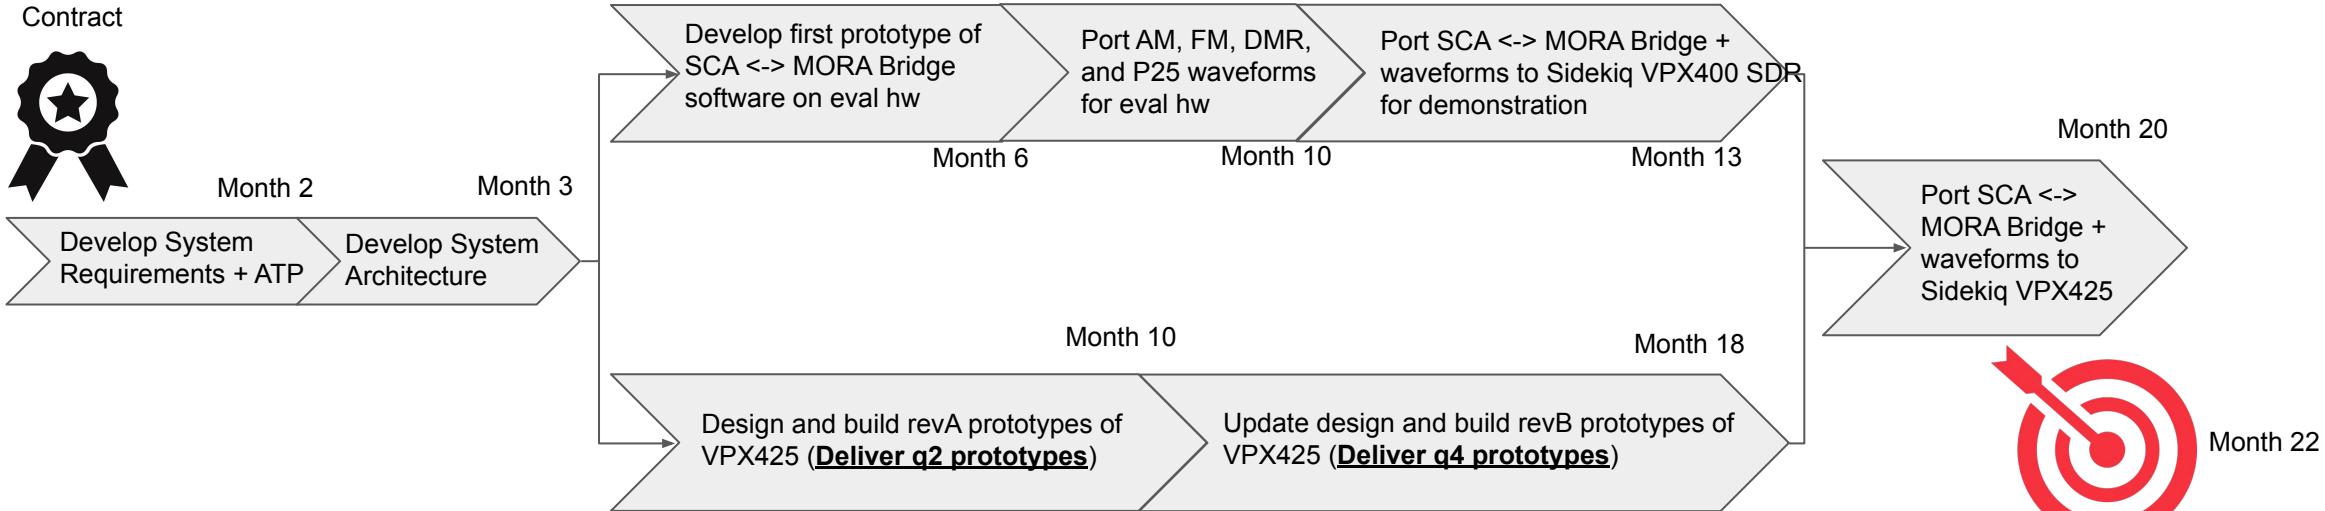 Contract
Month 2
Month 3
Develop System
Requirements + ATP
Develop System
Architecture
Develop first prototype of
SCA <-> MORA Bridge
software on eval hw
Month 6
Port AM, FM, DMR,
and P25 waveforms
for eval hw
Month 10
Port SCA <-> MORA Bridge +
waveforms to Sidekiq VPX400 SDR
for demonstration
Month 13
Month 10
Design and build revA prototypes of
VPX425 (Deliver q2 prototypes)
Month 18
Update design and build revB prototypes of
VPX425 (Deliver q4 prototypes)
Month 20
Port SCA <->
MORA Bridge +
waveforms to
Sidekiq VPX425
Month 22